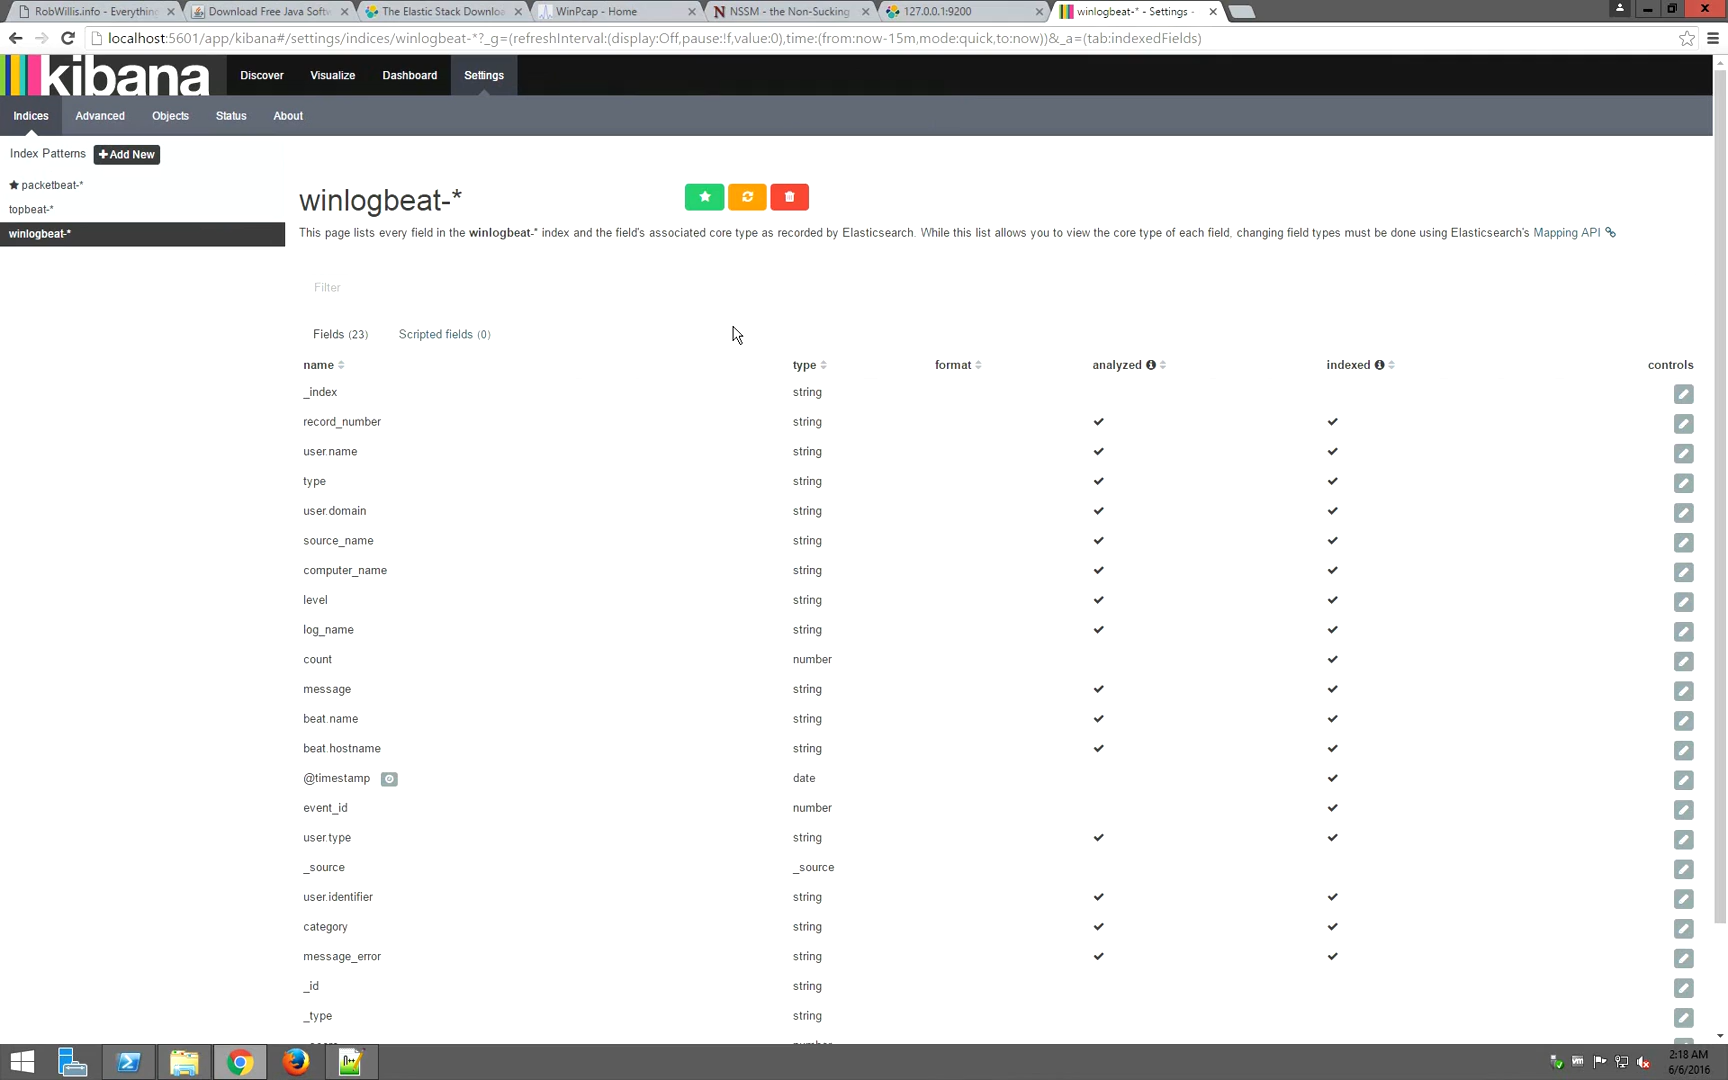 RobWillis.info - Everythin
Download Free Java Softw
The Elastic Stack Downloa
WinPcap - Home
NSSM - the Non-Sucking
127.0.0.1:9200
winlogbeat-* - Settings -
localhost:5601/app/kibana#/settings/indices/winlogbeat-*?_g=(refreshInterval:(display:Off,pause:!f,value:0),time:(from:now-15m,mode:quick,to:now))&_a=(tab:indexedFields)
kibana
Discover
Visualize
Dashboard
Settings
Indices
Advanced
Objects
Status
About
Index Patterns
Add New
packetbeat-*
topbeat-*
winlogbeat-*
winlogbeat-*
This page lists every field in the winlogbeat-* index and the field's associated core type as recorded by Elasticsearch. While this list allows you to view the core type of each field, changing field types must be done using Elasticsearch's Mapping API
Filter
Fields (23)
Scripted fields (0)
name type format analyzed indexed controls
_index string
record_number string
user.name string
type string
user.domain string
source_name string
computer_name string
level string
log_name string
count number
message string
beat.name string
beat.hostname string
@timestamp date
event_id number
user.type string
_source _source
user.identifier string
category string
message_error string
_id string
_type string
2:18 AM
6/6/2016